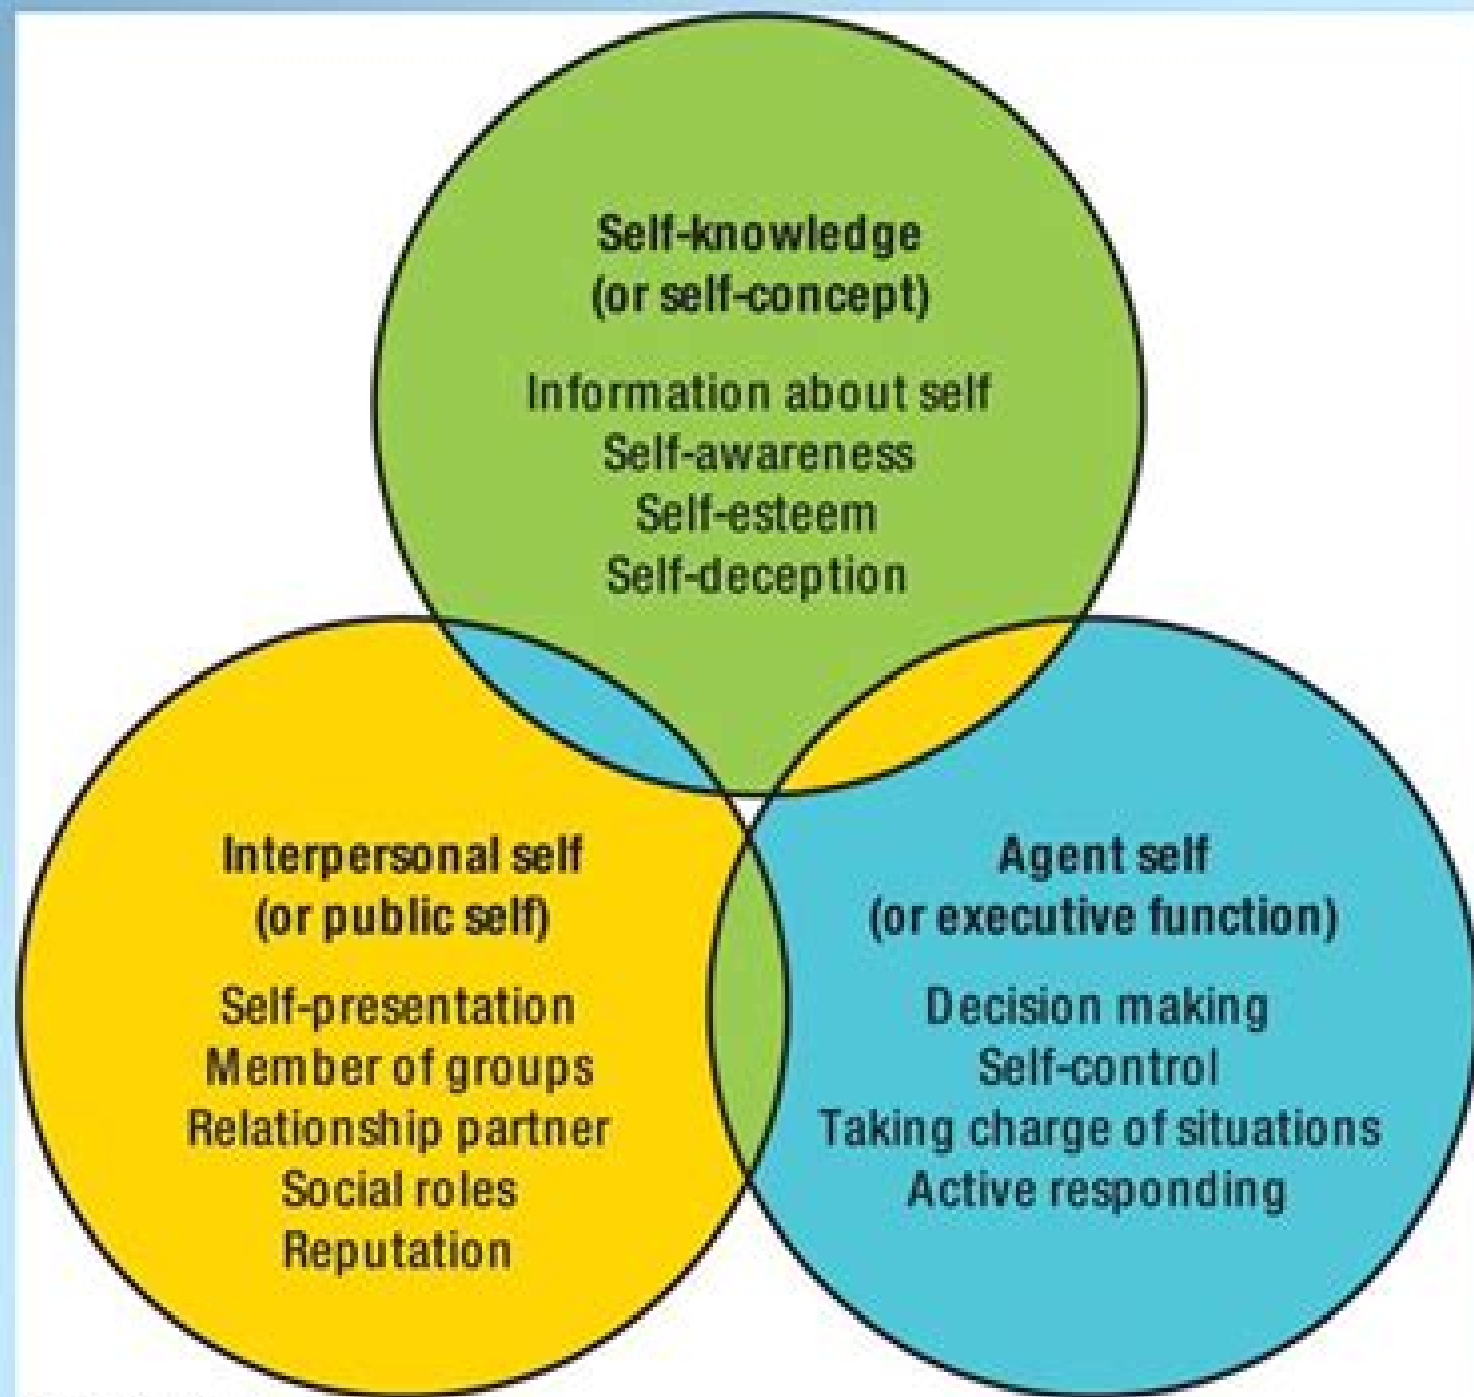 Self-knowledge
(or self-concept)
Information about self
Self-awareness
Self-esteem
Self-deception
Interpersonal self
(or public self)
Self-presentation
Member of groups
Relationship partner
Social roles
Reputation
Agent self
(or executive function)
Decision making
Self-control
Taking charge of situations
Active responding